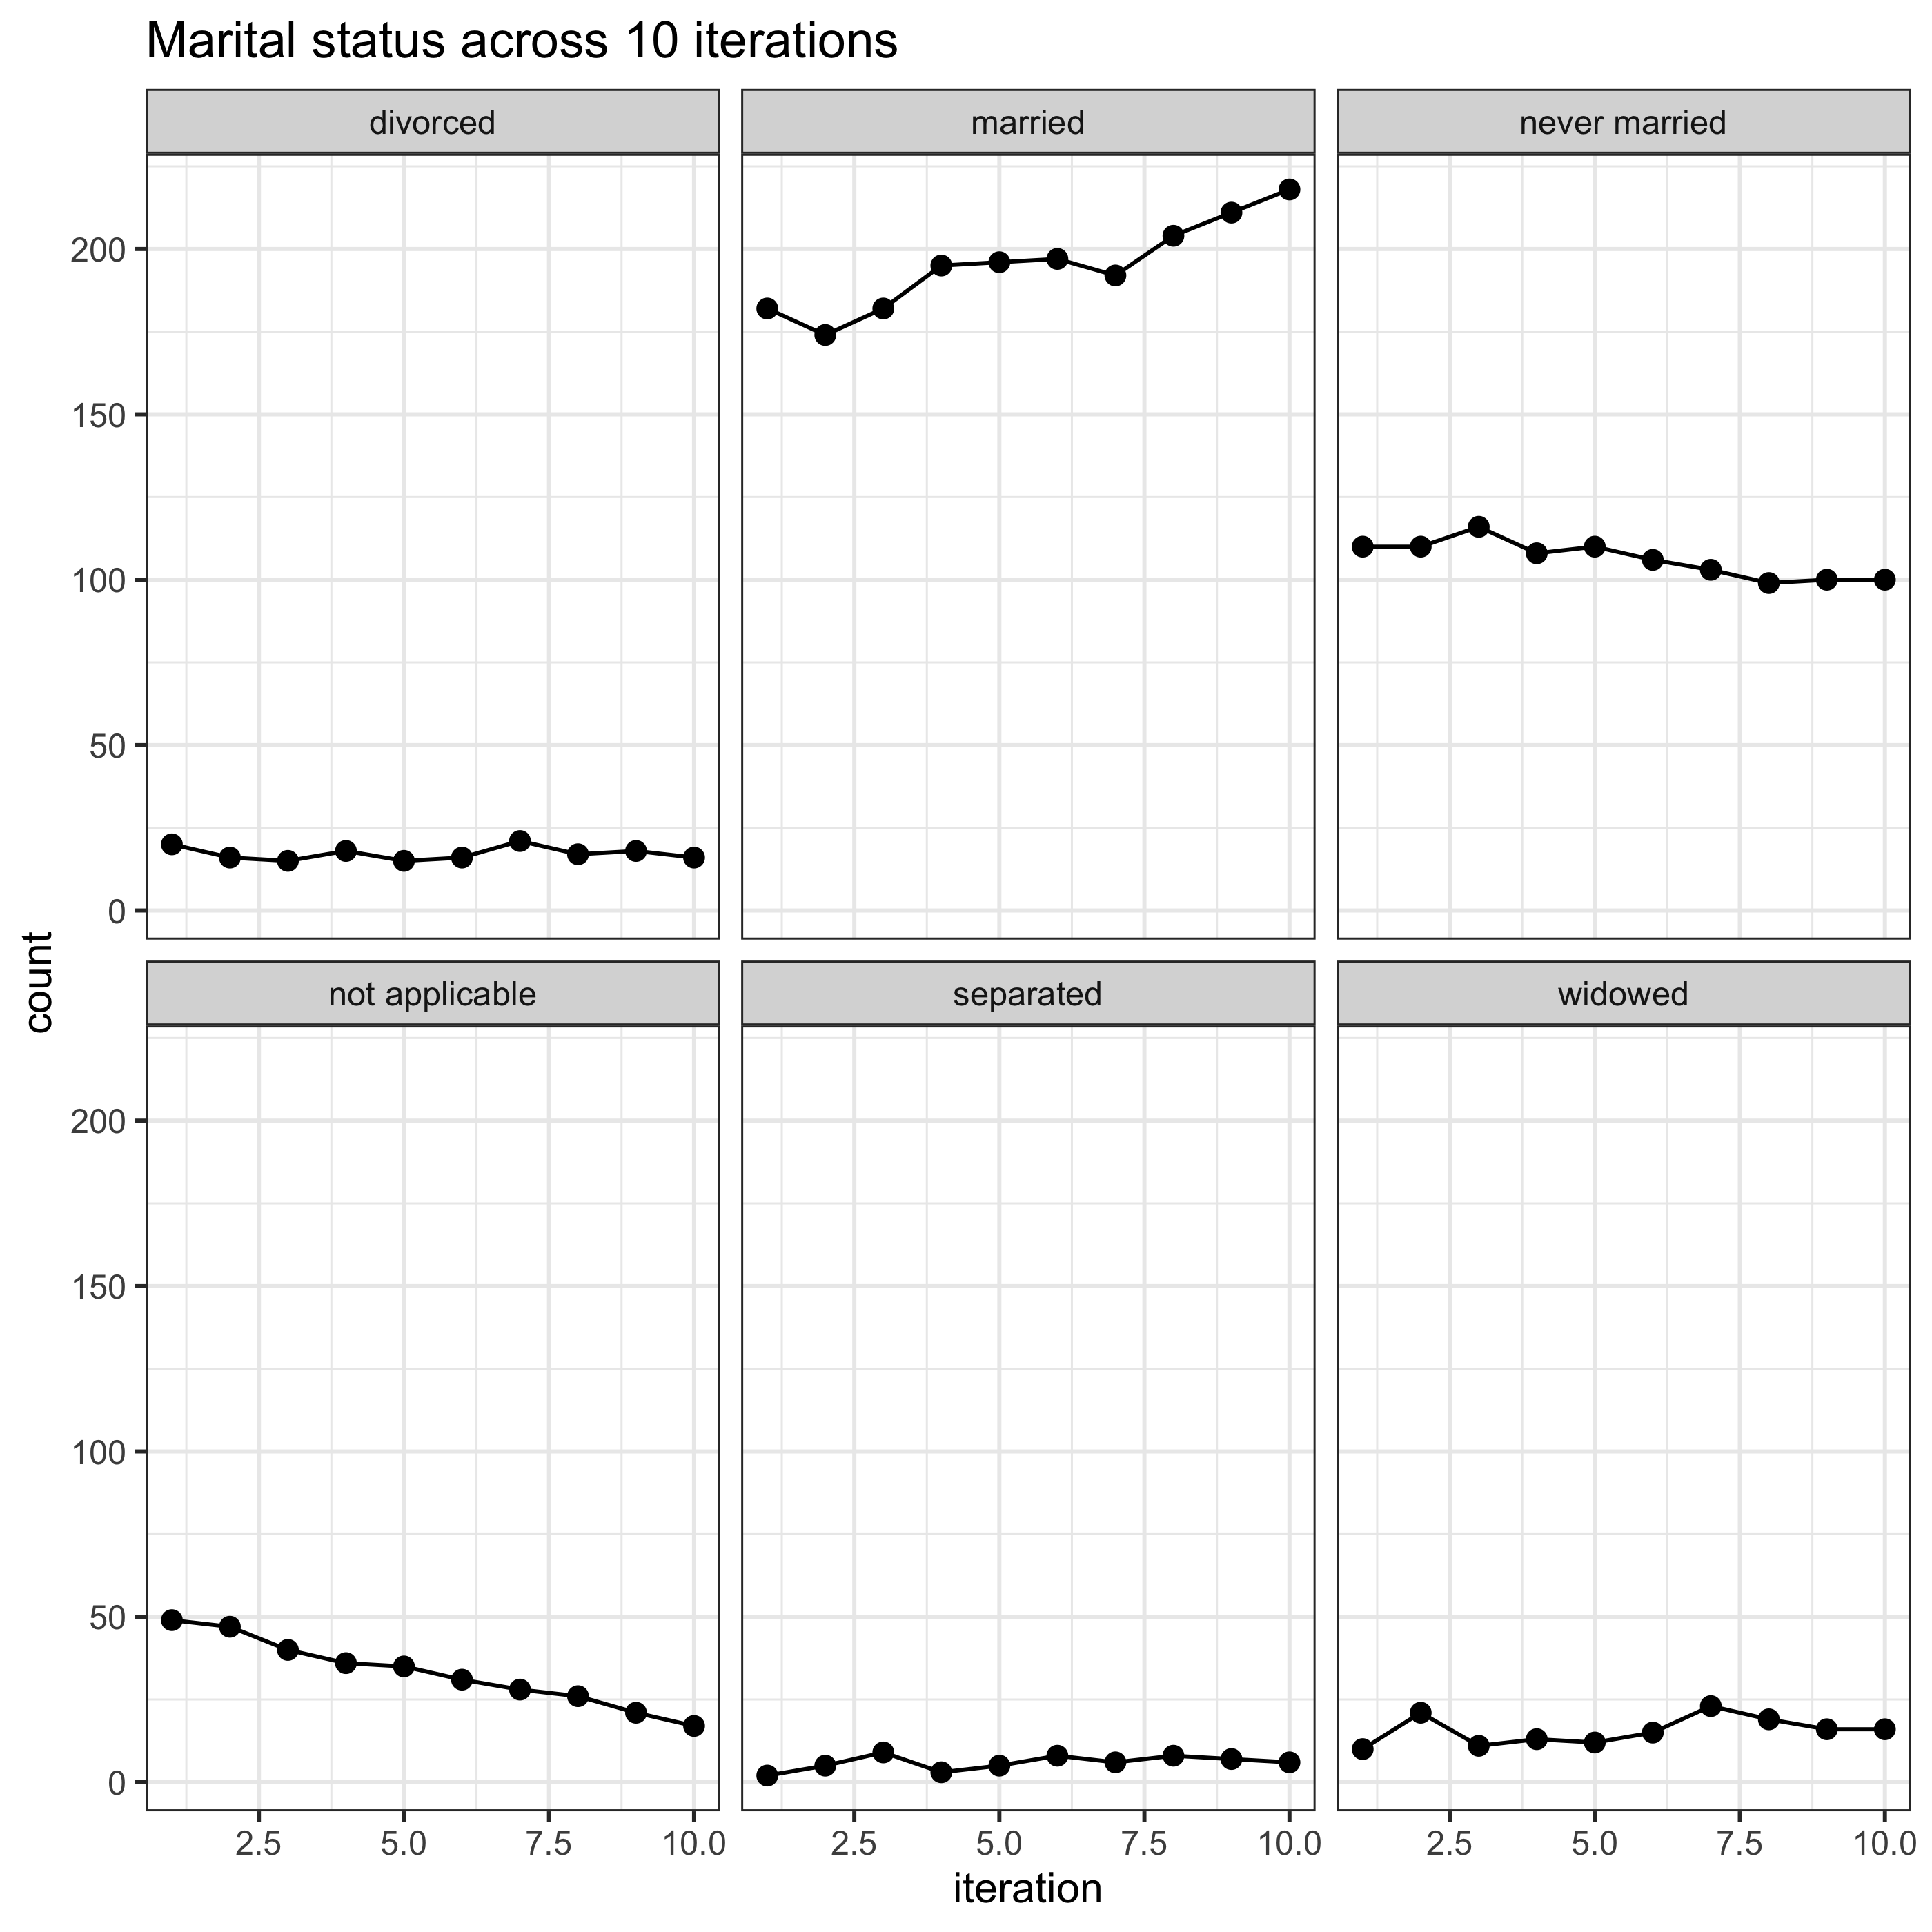 Marital status across 10 iterations
divorced
married
never married
200
150
100
50
0
not applicable
separated
widowed
200
150
100
50
0
2.5 5.0 7.5 10.0 2.5 5.0 7.5 10.0 2.5 5.0 7.5 10.0
iteration
count